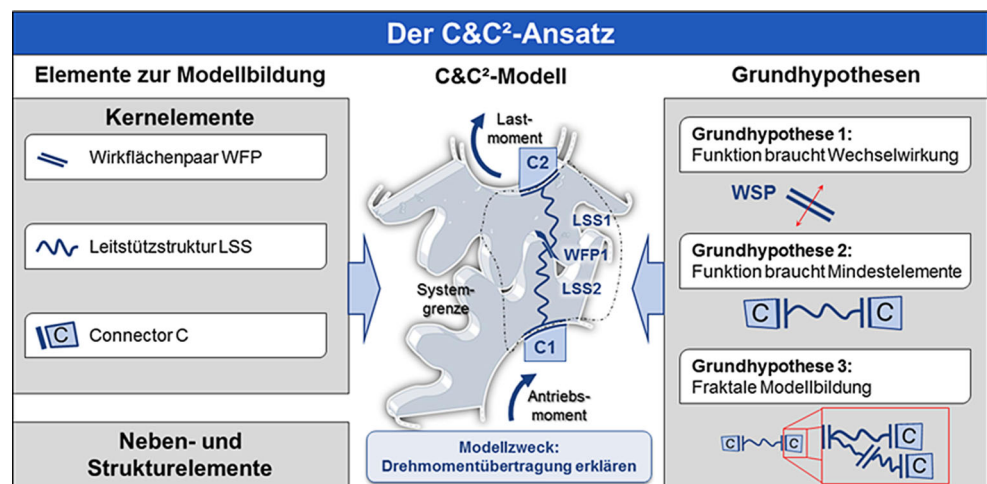 Der C&C²-Ansatz
Elemente zur Modellbildung
Kernelemente
Wirkflächenpaar WFP
Leitstützstruktur LSS
C
Connector C
Neben- und
Strukturelemente
C&C²-Modell
Last-
moment
C2
LSS1
WFP1
LSS2
System-
grenze
C1
Antriebs-
moment
Modellzweck:
Drehmomentübertragung erklären
Grundhypothesen
Grundhypothese 1:
Funktion braucht Wechselwirkung
WSP
Grundhypothese 2:
Funktion braucht Mindestelemente
C C
Grundhypothese 3:
Fraktale Modellbildung
C C C
C